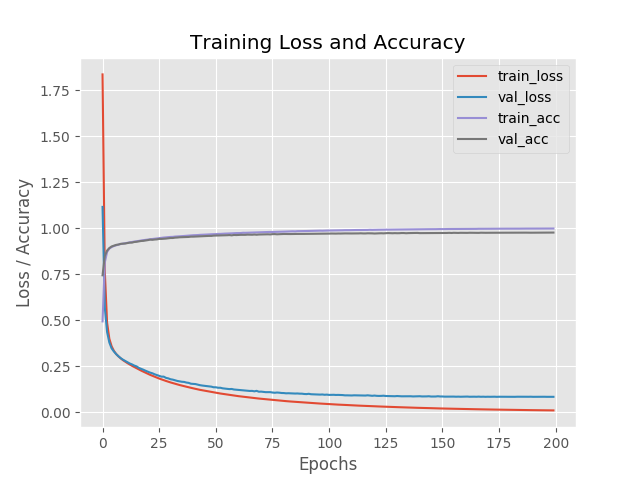 Training Loss and Accuracy
train_loss
val_loss
train_acc
val_acc
Loss / Accuracy
1.75
1.50
1.25
1.00
0.75
0.50
0.25
0.00
0 25 50 75 100 125 150 175 200
Epochs